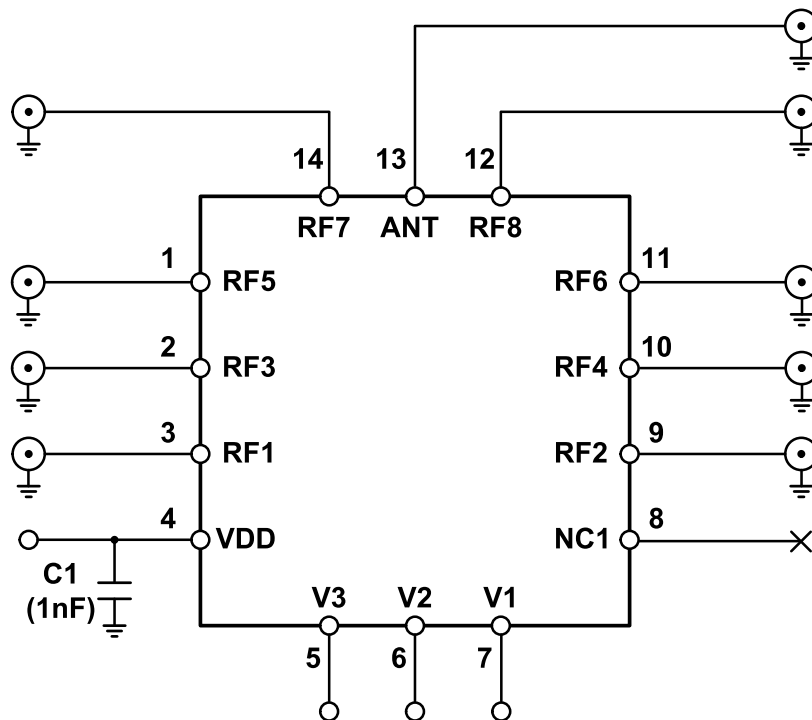 14 13 12
RF7 ANT RF8
1 RF5 RF6 11
2 RF3 RF4 10
3 RF1 RF2 9
4 VDD NC1 8
C1
(1nF)
V3 V2 V1
5 6 7